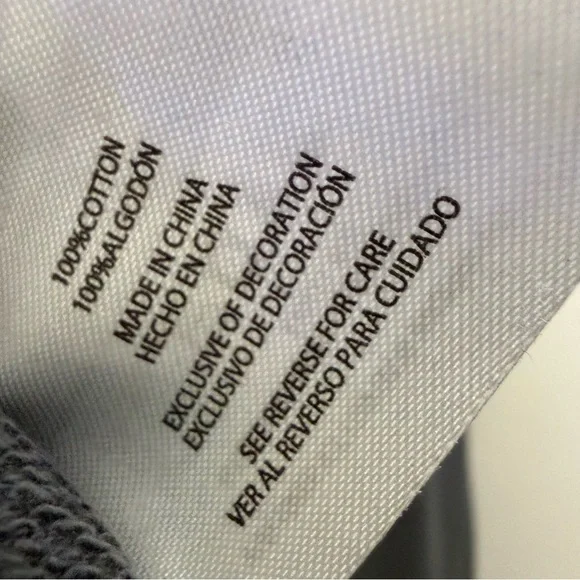 100%COTTON
100%ALGODÓN
MADE IN CHINA
HECHO EN CHINA
EXCLUSIVE OF DECORATION
EXCLUSIVO DE DECORACIÓN
SEE REVERSE FOR CARE
VER AL REVERSO PARA CUIDADO